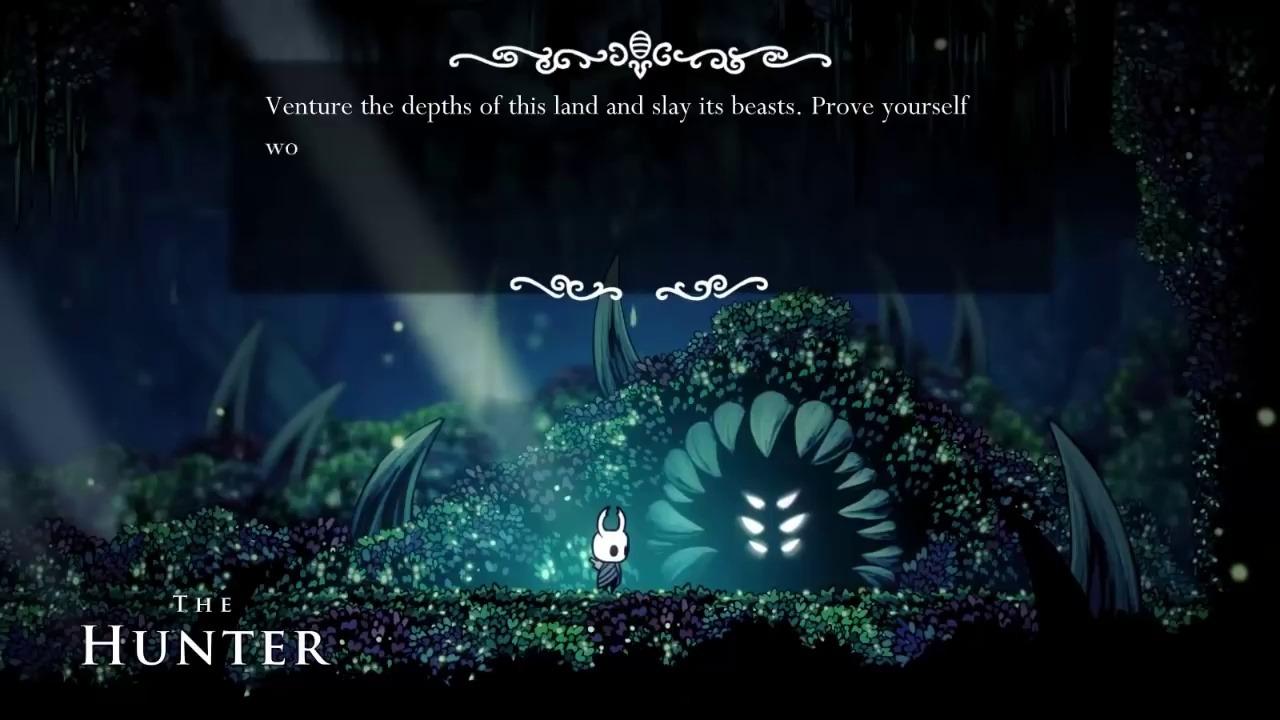 Venture the depths of this land and slay its beasts. Prove yourself
wo
THE
HUNTER